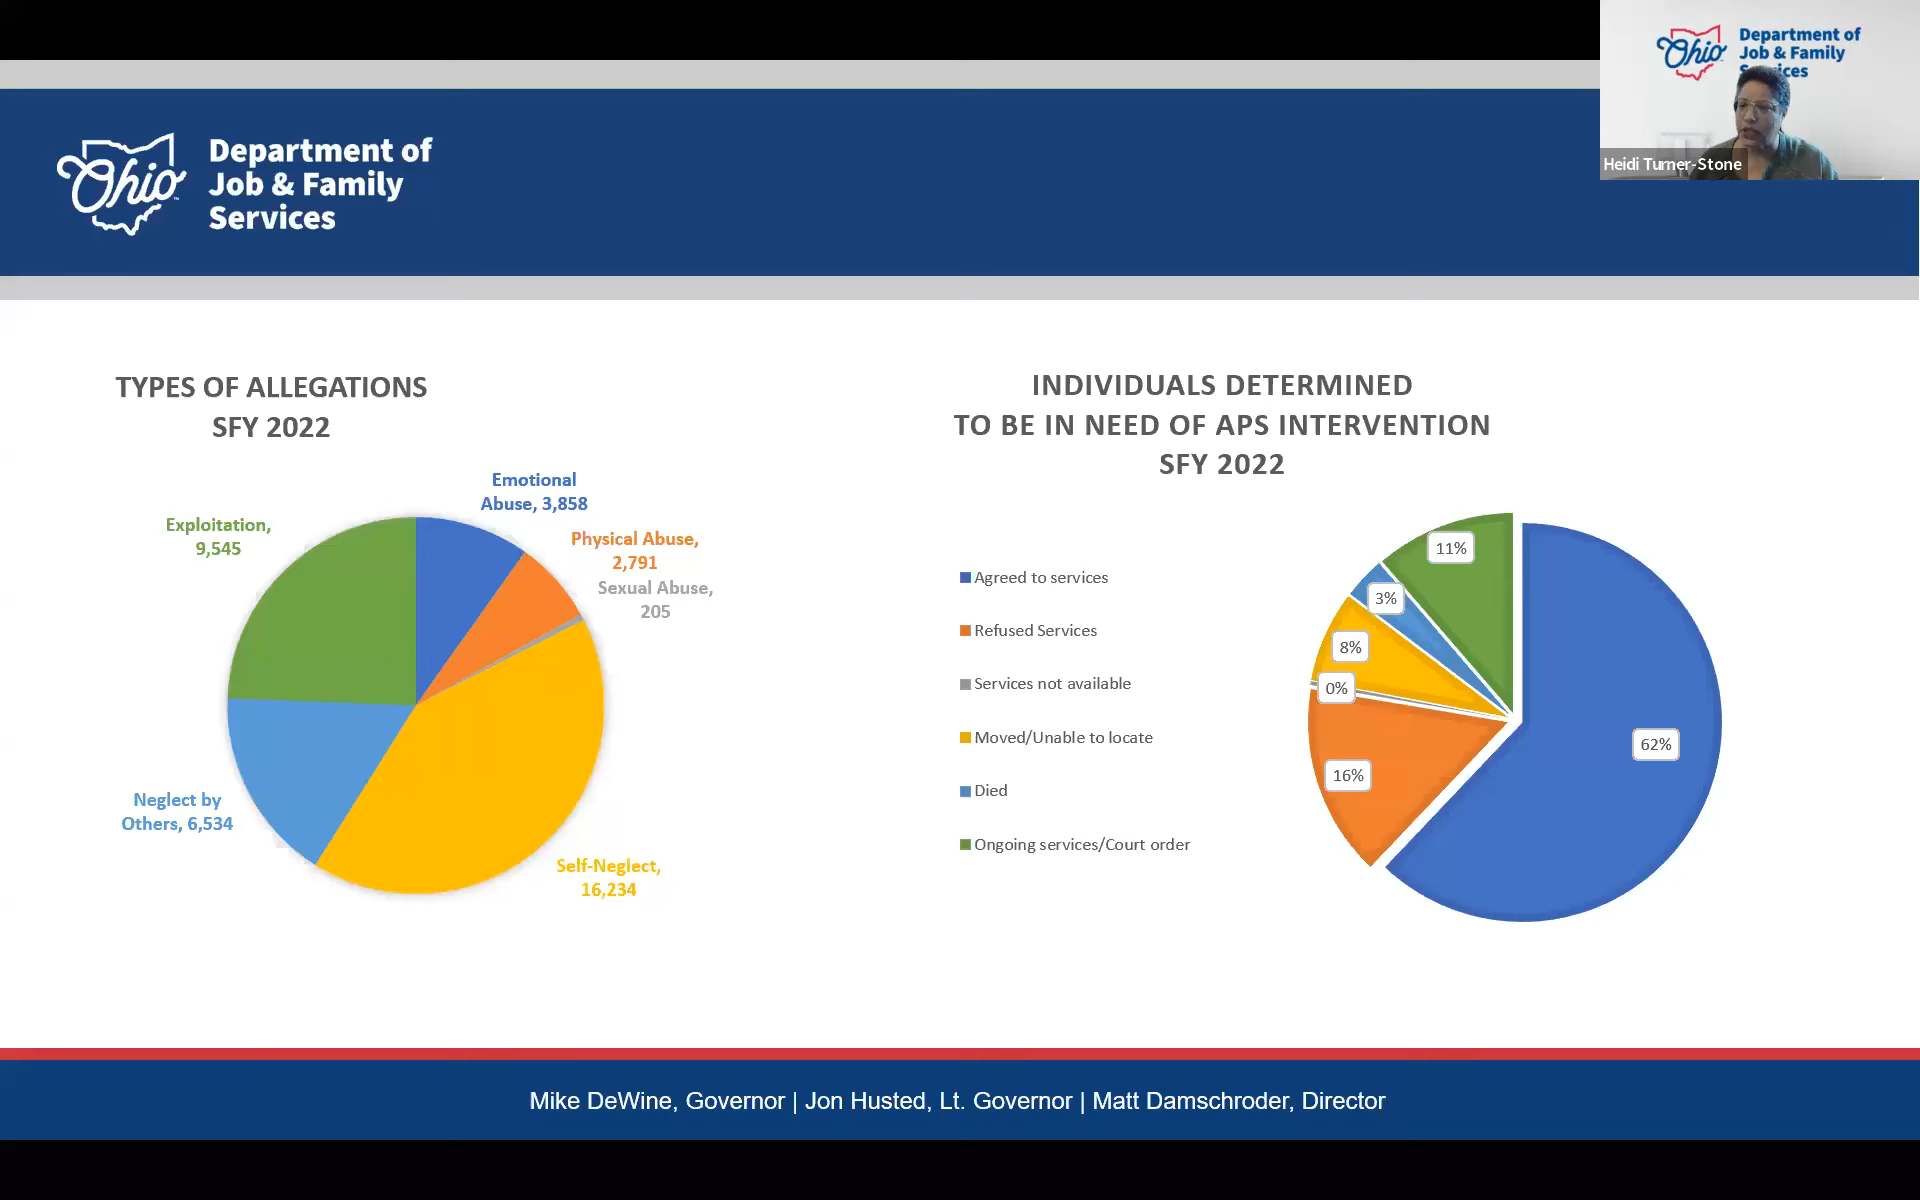 Department of
Job & Family
Services
Ohio
Heidi Turner-Stone
Ohio
Department of
Job & Family
Services
TYPES OF ALLEGATIONS
SFY 2022
Emotional
Abuse, 3,858
Physical Abuse,
2,791
Sexual Abuse,
205
Exploitation,
9,545
Neglect by
Others, 6,534
Self-Neglect,
16,234
INDIVIDUALS DETERMINED
TO BE IN NEED OF APS INTERVENTION
SFY 2022
Agreed to services
Refused Services
Services not available
Moved/Unable to locate
Died
Ongoing services/Court order
11%
3%
8%
0%
16%
62%
Mike DeWine, Governor | Jon Husted, Lt. Governor | Matt Damschroder, Director